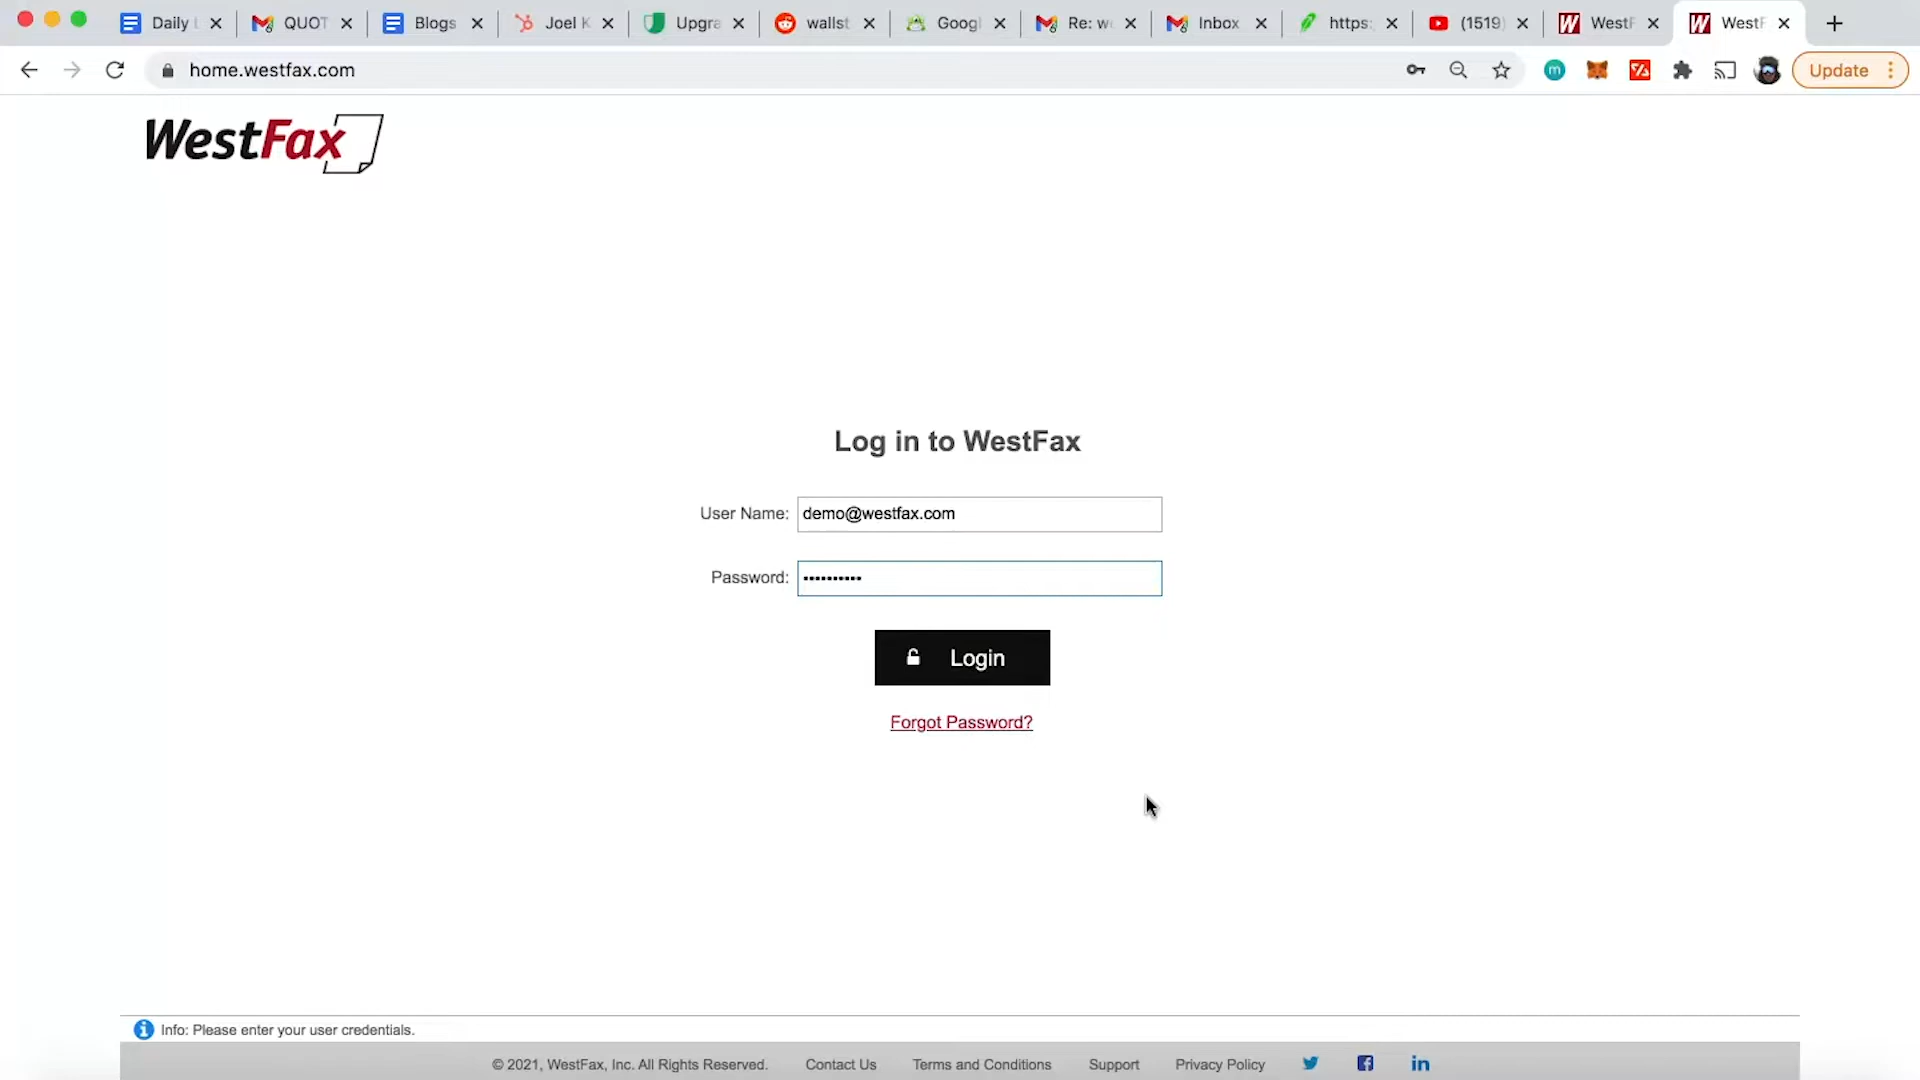 Daily QUOT Blogs Joel K Upgra wallst Googl Re: we Inbox https: (1519) WestF WestF
home.westfax.com Update
WestFax
Log in to WestFax
User Name: demo@westfax.com
Password: ••••••••••
Login
Forgot Password?
Info: Please enter your user credentials.
© 2021, WestFax, Inc. All Rights Reserved. Contact Us Terms and Conditions Support Privacy Policy